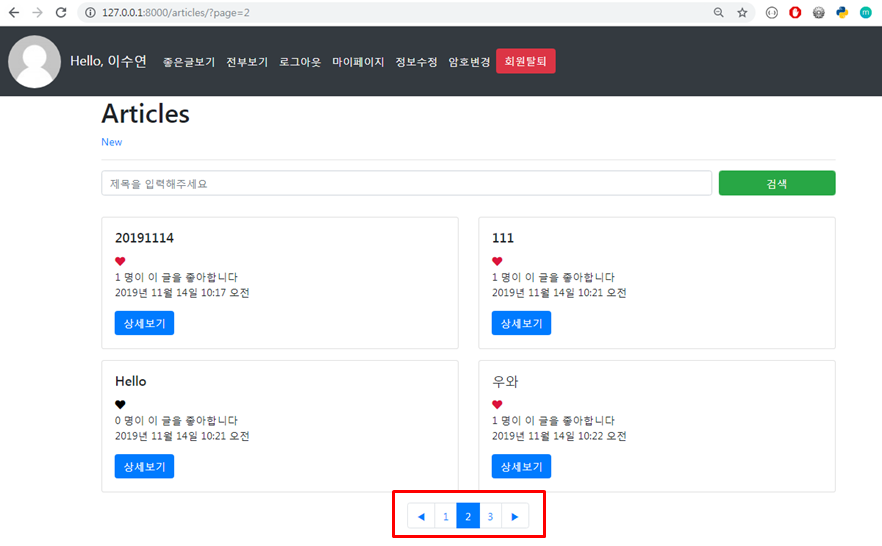 127.0.0.1:8000/articles/?page=2
Hello, 이수연 좋은글보기 전부보기 로그아웃 마이페이지 정보수정 암호변경 회원탈퇴
Articles
New
제목을 입력해주세요 검색
20191114
1 명이 이 글을 좋아합니다
2019년 11월 14일 10:17 오전
상세보기
111
1 명이 이 글을 좋아합니다
2019년 11월 14일 10:21 오전
상세보기
Hello
0 명이 이 글을 좋아합니다
2019년 11월 14일 10:21 오전
상세보기
우와
1 명이 이 글을 좋아합니다
2019년 11월 14일 10:22 오전
상세보기
◀ 1 2 3 ▶